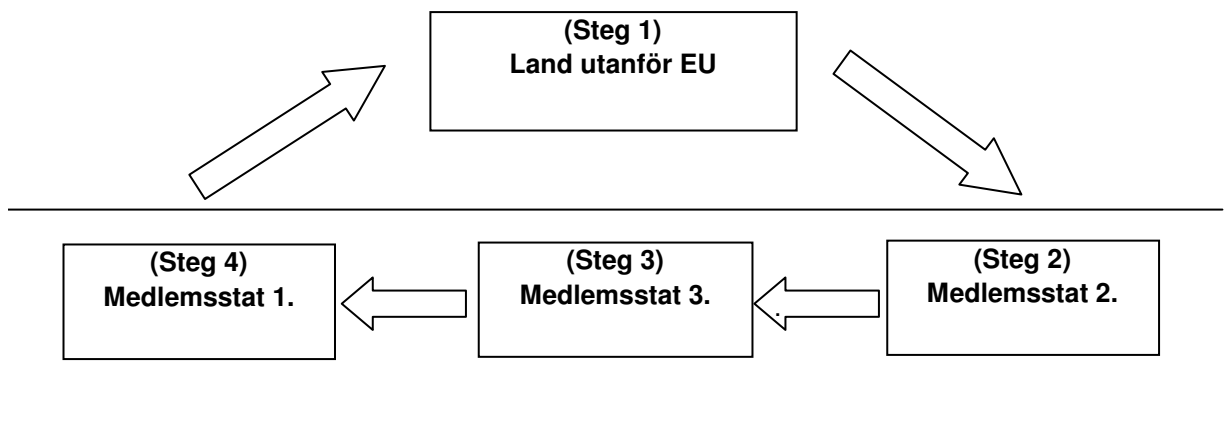 (Steg 1)
Land utanför EU
(Steg 4)
Medlemsstat 1.
(Steg 3)
Medlemsstat 3.
.
(Steg 2)
Medlemsstat 2.